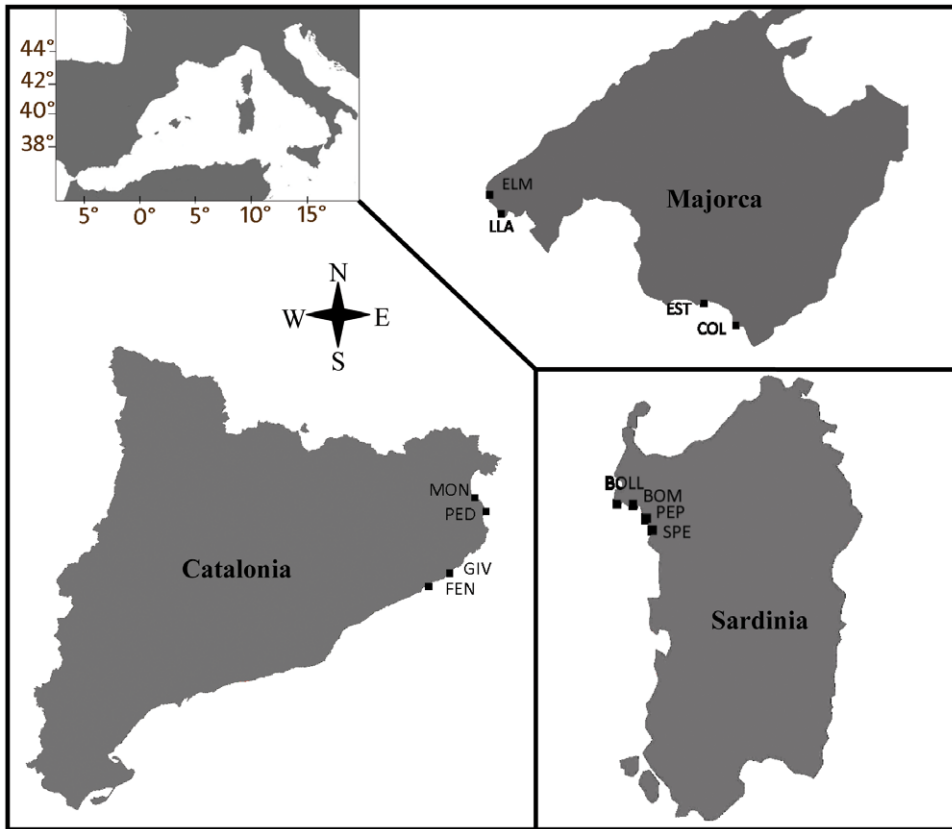 44°
42°
40°
38°
5° 0° 5° 10° 15°
ELM
LLA
Majorca
EST
COL
N
W E
S
MON
PED
GIV
FEN
Catalonia
BOLL
BOM
PEP
SPE
Sardinia